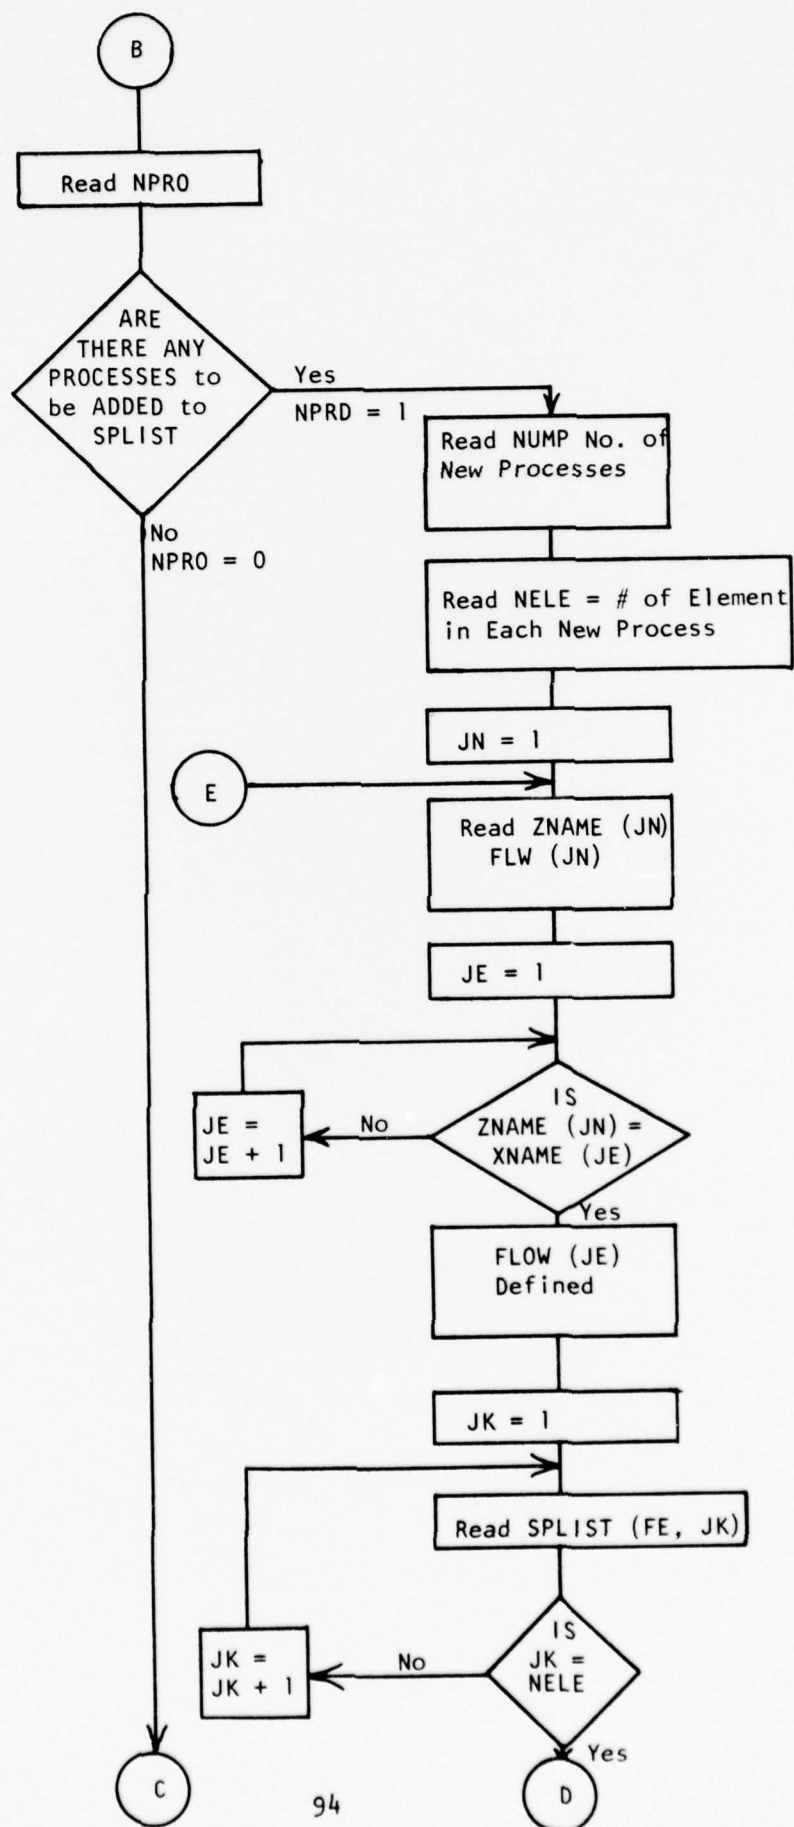 B
Read NPRO
ARE
THERE ANY
PROCESSES to
be ADDED to
SPLIST
Yes
NPRD = 1
No
NPRO = 0
Read NUMP No. of
New Processes
Read NELE = # of Element
in Each New Process
JN = 1
E
Read ZNAME (JN)
FLW (JN)
JE = 1
IS
ZNAME (JN) =
XNAME (JE)
No
JE =
JE + 1
Yes
FLOW (JE)
Defined
JK = 1
Read SPLIST (FE, JK)
IS
JK =
NELE
No
JK =
JK + 1
Yes
C
D
94